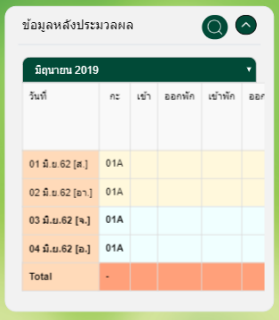 ข้อมูลหลังประมวลผล
มิถุนายน 2019
วันที่ กะ เข้า ออกพัก เข้าพัก ออก
01 มิ.ย.62 [ส.] 01A
02 มิ.ย.62 [อา.] 01A
03 มิ.ย.62 [จ.] 01A
04 มิ.ย.62 [อ.] 01A
Total -